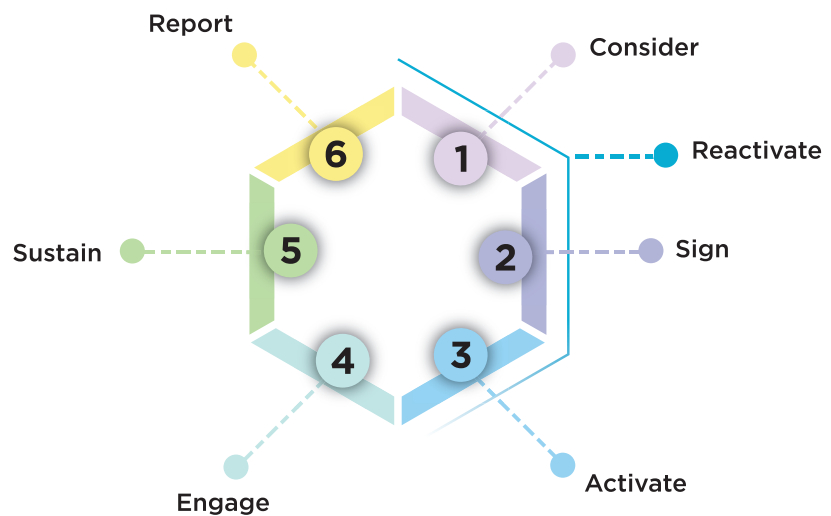 Report
Consider
6
1
Reactivate
Sustain
5
2
Sign
4
3
Engage
Activate